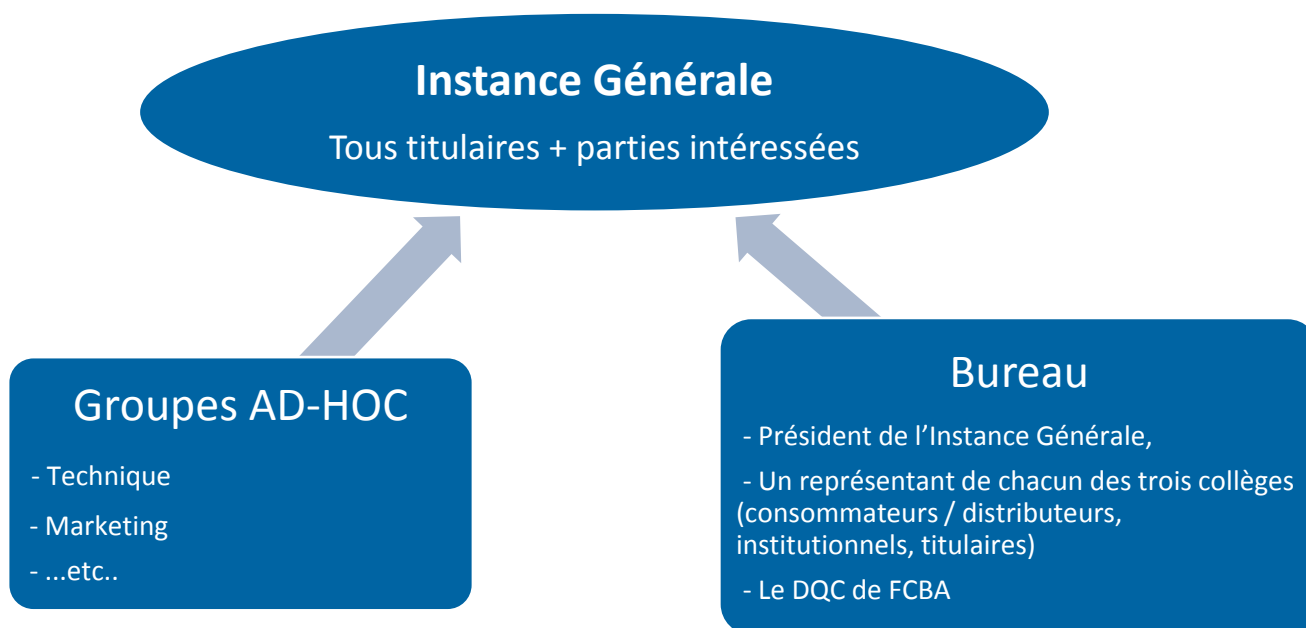 Instance Générale
Tous titulaires + parties intéressées
Groupes AD-HOC
- Technique
- Marketing
- ...etc..
Bureau
- Président de l’Instance Générale,
- Un représentant de chacun des trois collèges
(consommateurs / distributeurs,
institutionnels, titulaires)
- Le DQC de FCBA